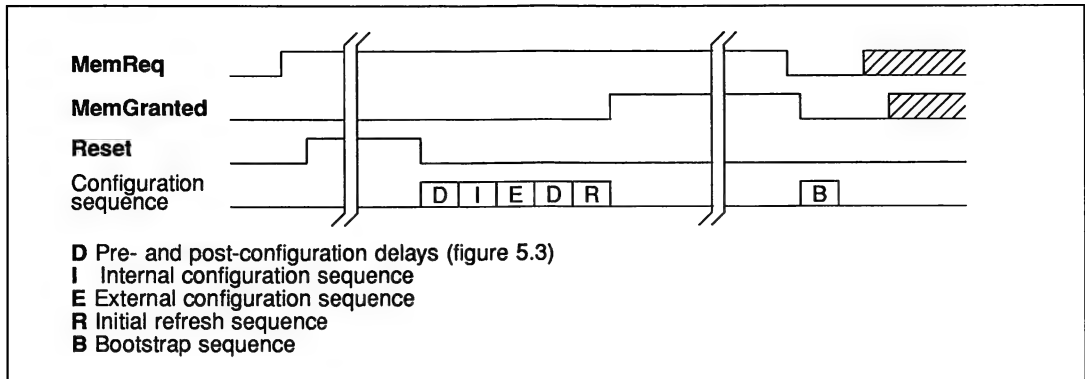 MemReq
MemGranted
Reset
Configuration
sequence
D I E D R B
D Pre- and post-configuration delays (figure 5.3)
I Internal configuration sequence
E External configuration sequence
R Initial refresh sequence
B Bootstrap sequence